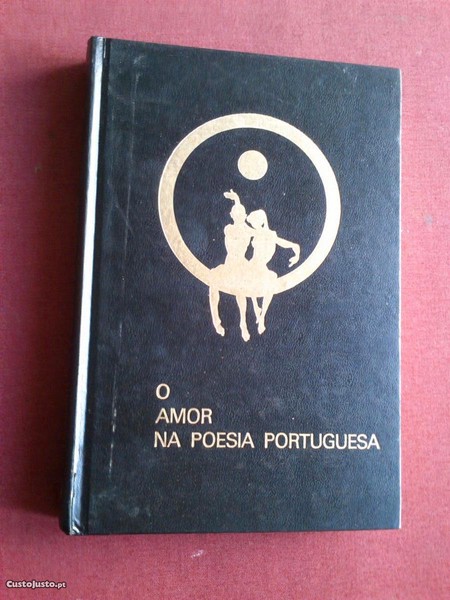 O
AMOR
NA POESIA PORTUGUESA
CustoJusto.pt